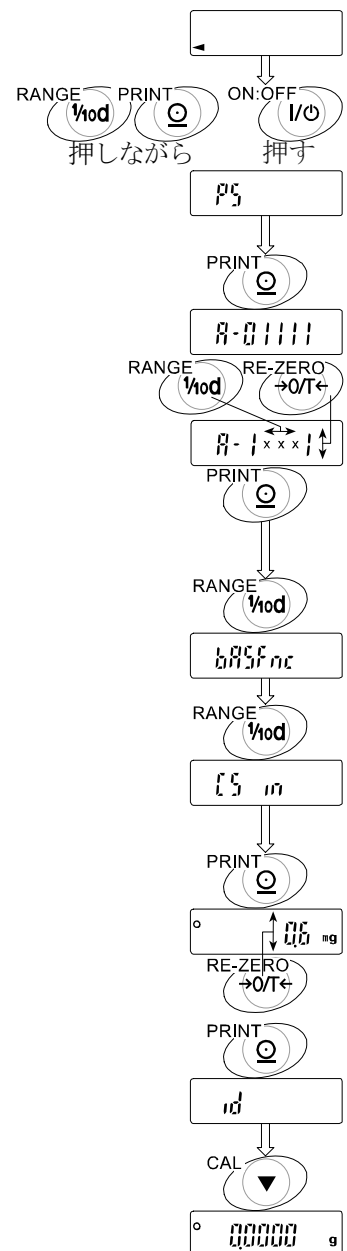 ◄
RANGE PRINT ON:OFF
1/10d I/⏻
押しながら 押す
PS
PRINT
A-01111
RANGE RE-ZERO
1/10d →0/T←
A-1×××1
PRINT
RANGE
1/10d
bASFnc
RANGE
1/10d
CS in
PRINT
0.6 mg
RE-ZERO
→0/T←
PRINT
id
CAL
▼
0.0000 g